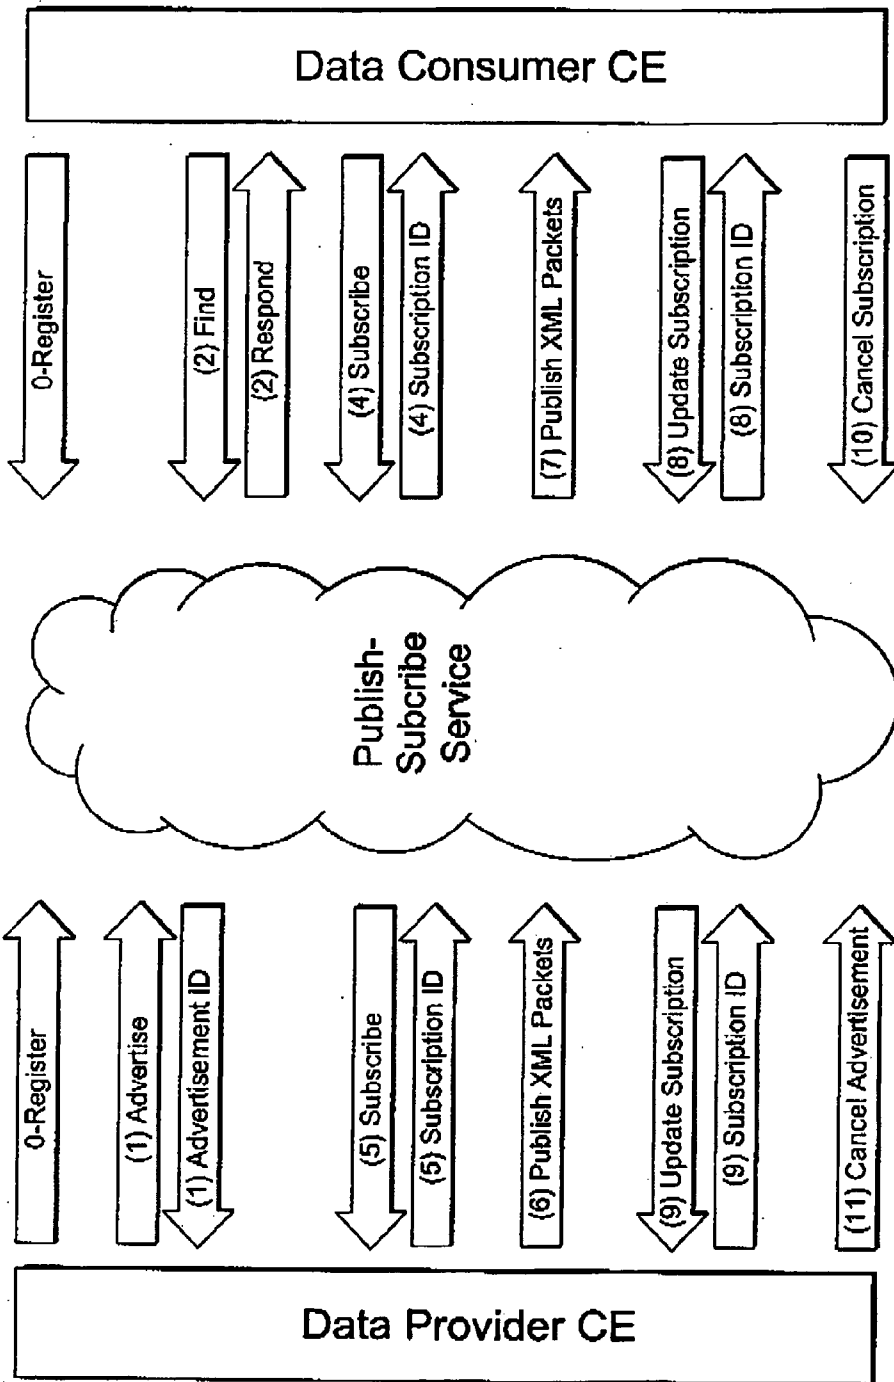 Data Consumer CE
0-Register
(2) Find
(2) Respond
(4) Subscribe
(4) Subscription ID
(7) Publish XML Packets
(8) Update Subscription
(8) Subscription ID
(10) Cancel Subscription
Publish-
Subcribe
Service
0-Register
(1) Advertise
(1) Advertisement ID
(5) Subscribe
(5) Subscription ID
(6) Publish XML Packets
(9) Update Subscription
(9) Subscription ID
(11) Cancel Advertisement
Data Provider CE